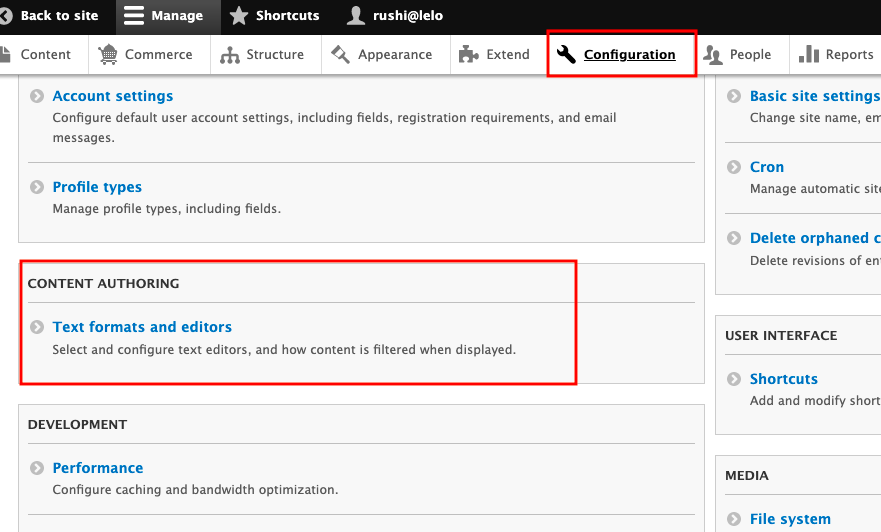 Back to site Manage Shortcuts rushi@lelo
Content Commerce Structure Appearance Extend Configuration People Reports
Account settings
Configure default user account settings, including fields, registration requirements, and email
messages.
Profile types
Manage profile types, including fields.
CONTENT AUTHORING
Text formats and editors
Select and configure text editors, and how content is filtered when displayed.
DEVELOPMENT
Performance
Configure caching and bandwidth optimization.
Basic site settings
Change site name,
Cron
Manage automatic
Delete orphaned
Delete revisions of
USER INTERFACE
Shortcuts
Add and modify
MEDIA
File system